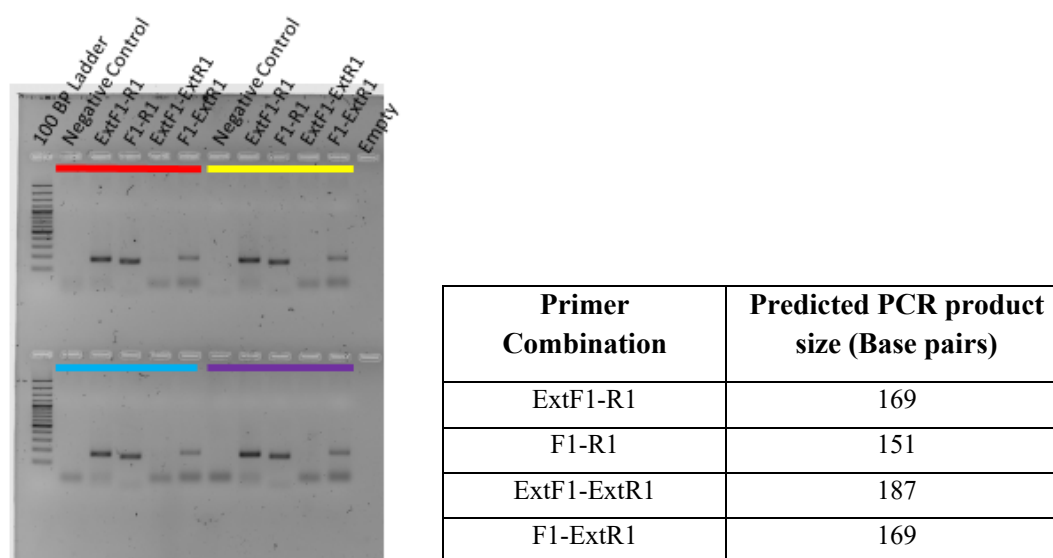 100 BP Ladder
Negative Control
ExtF1-R1
F1-R1
ExtF1-ExtR1
F1-ExtR1
Negative Control
ExtF1-R1
F1-R1
ExtF1-ExtR1
F1-ExtR1
Empty
Primer Combination Predicted PCR product size (Base pairs)
ExtF1-R1 169
F1-R1 151
ExtF1-ExtR1 187
F1-ExtR1 169